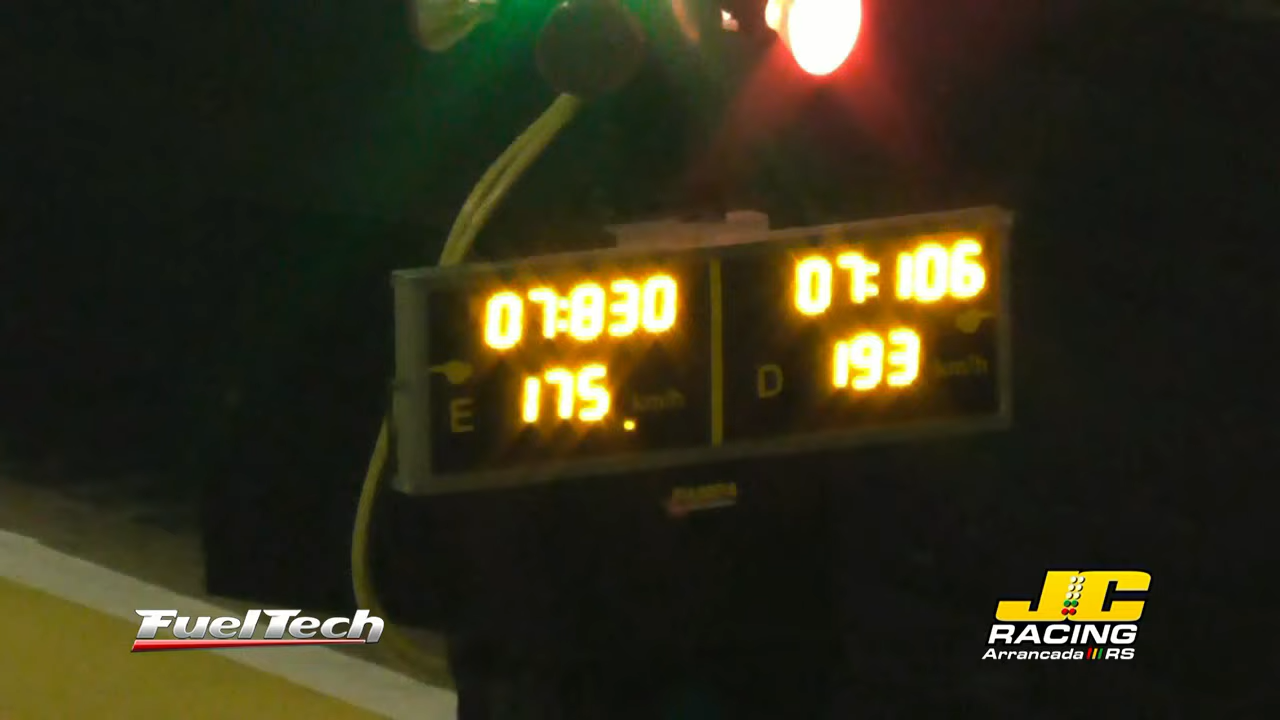 07:830
07:106
175
km/h
193
km/h
E
D
FuelTech
JC
RACING
Arrancada RS